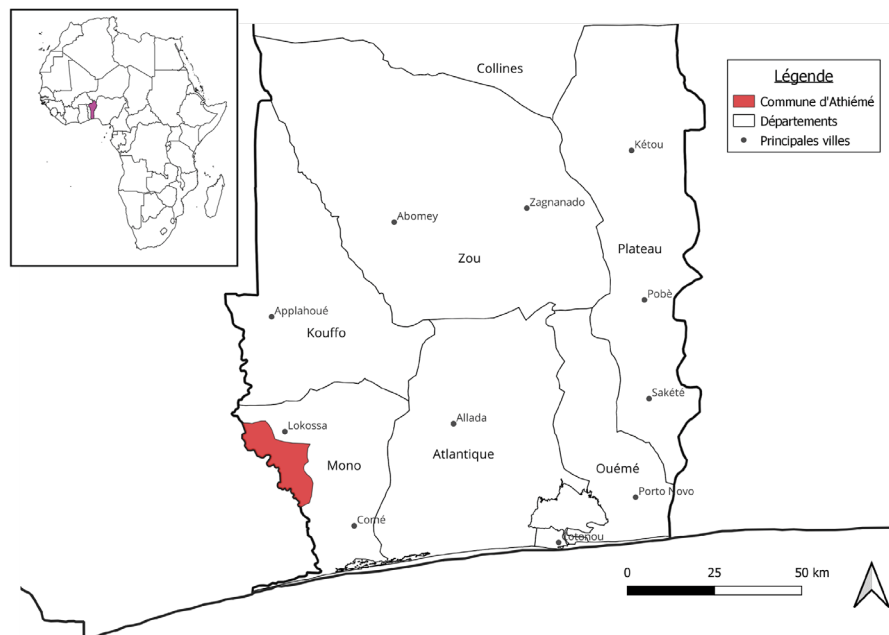 Légende
Commune d'Athiémé
Départements
Principales villes
Collines
Kétou
Abomey
Zagnanado
Zou
Plateau
Pobè
Applahoué
Kouffo
Sakété
Lokossa
Allada
Mono
Atlantique
Ouémé
Porto Novo
Comé
Cotonou
0 25 50 km